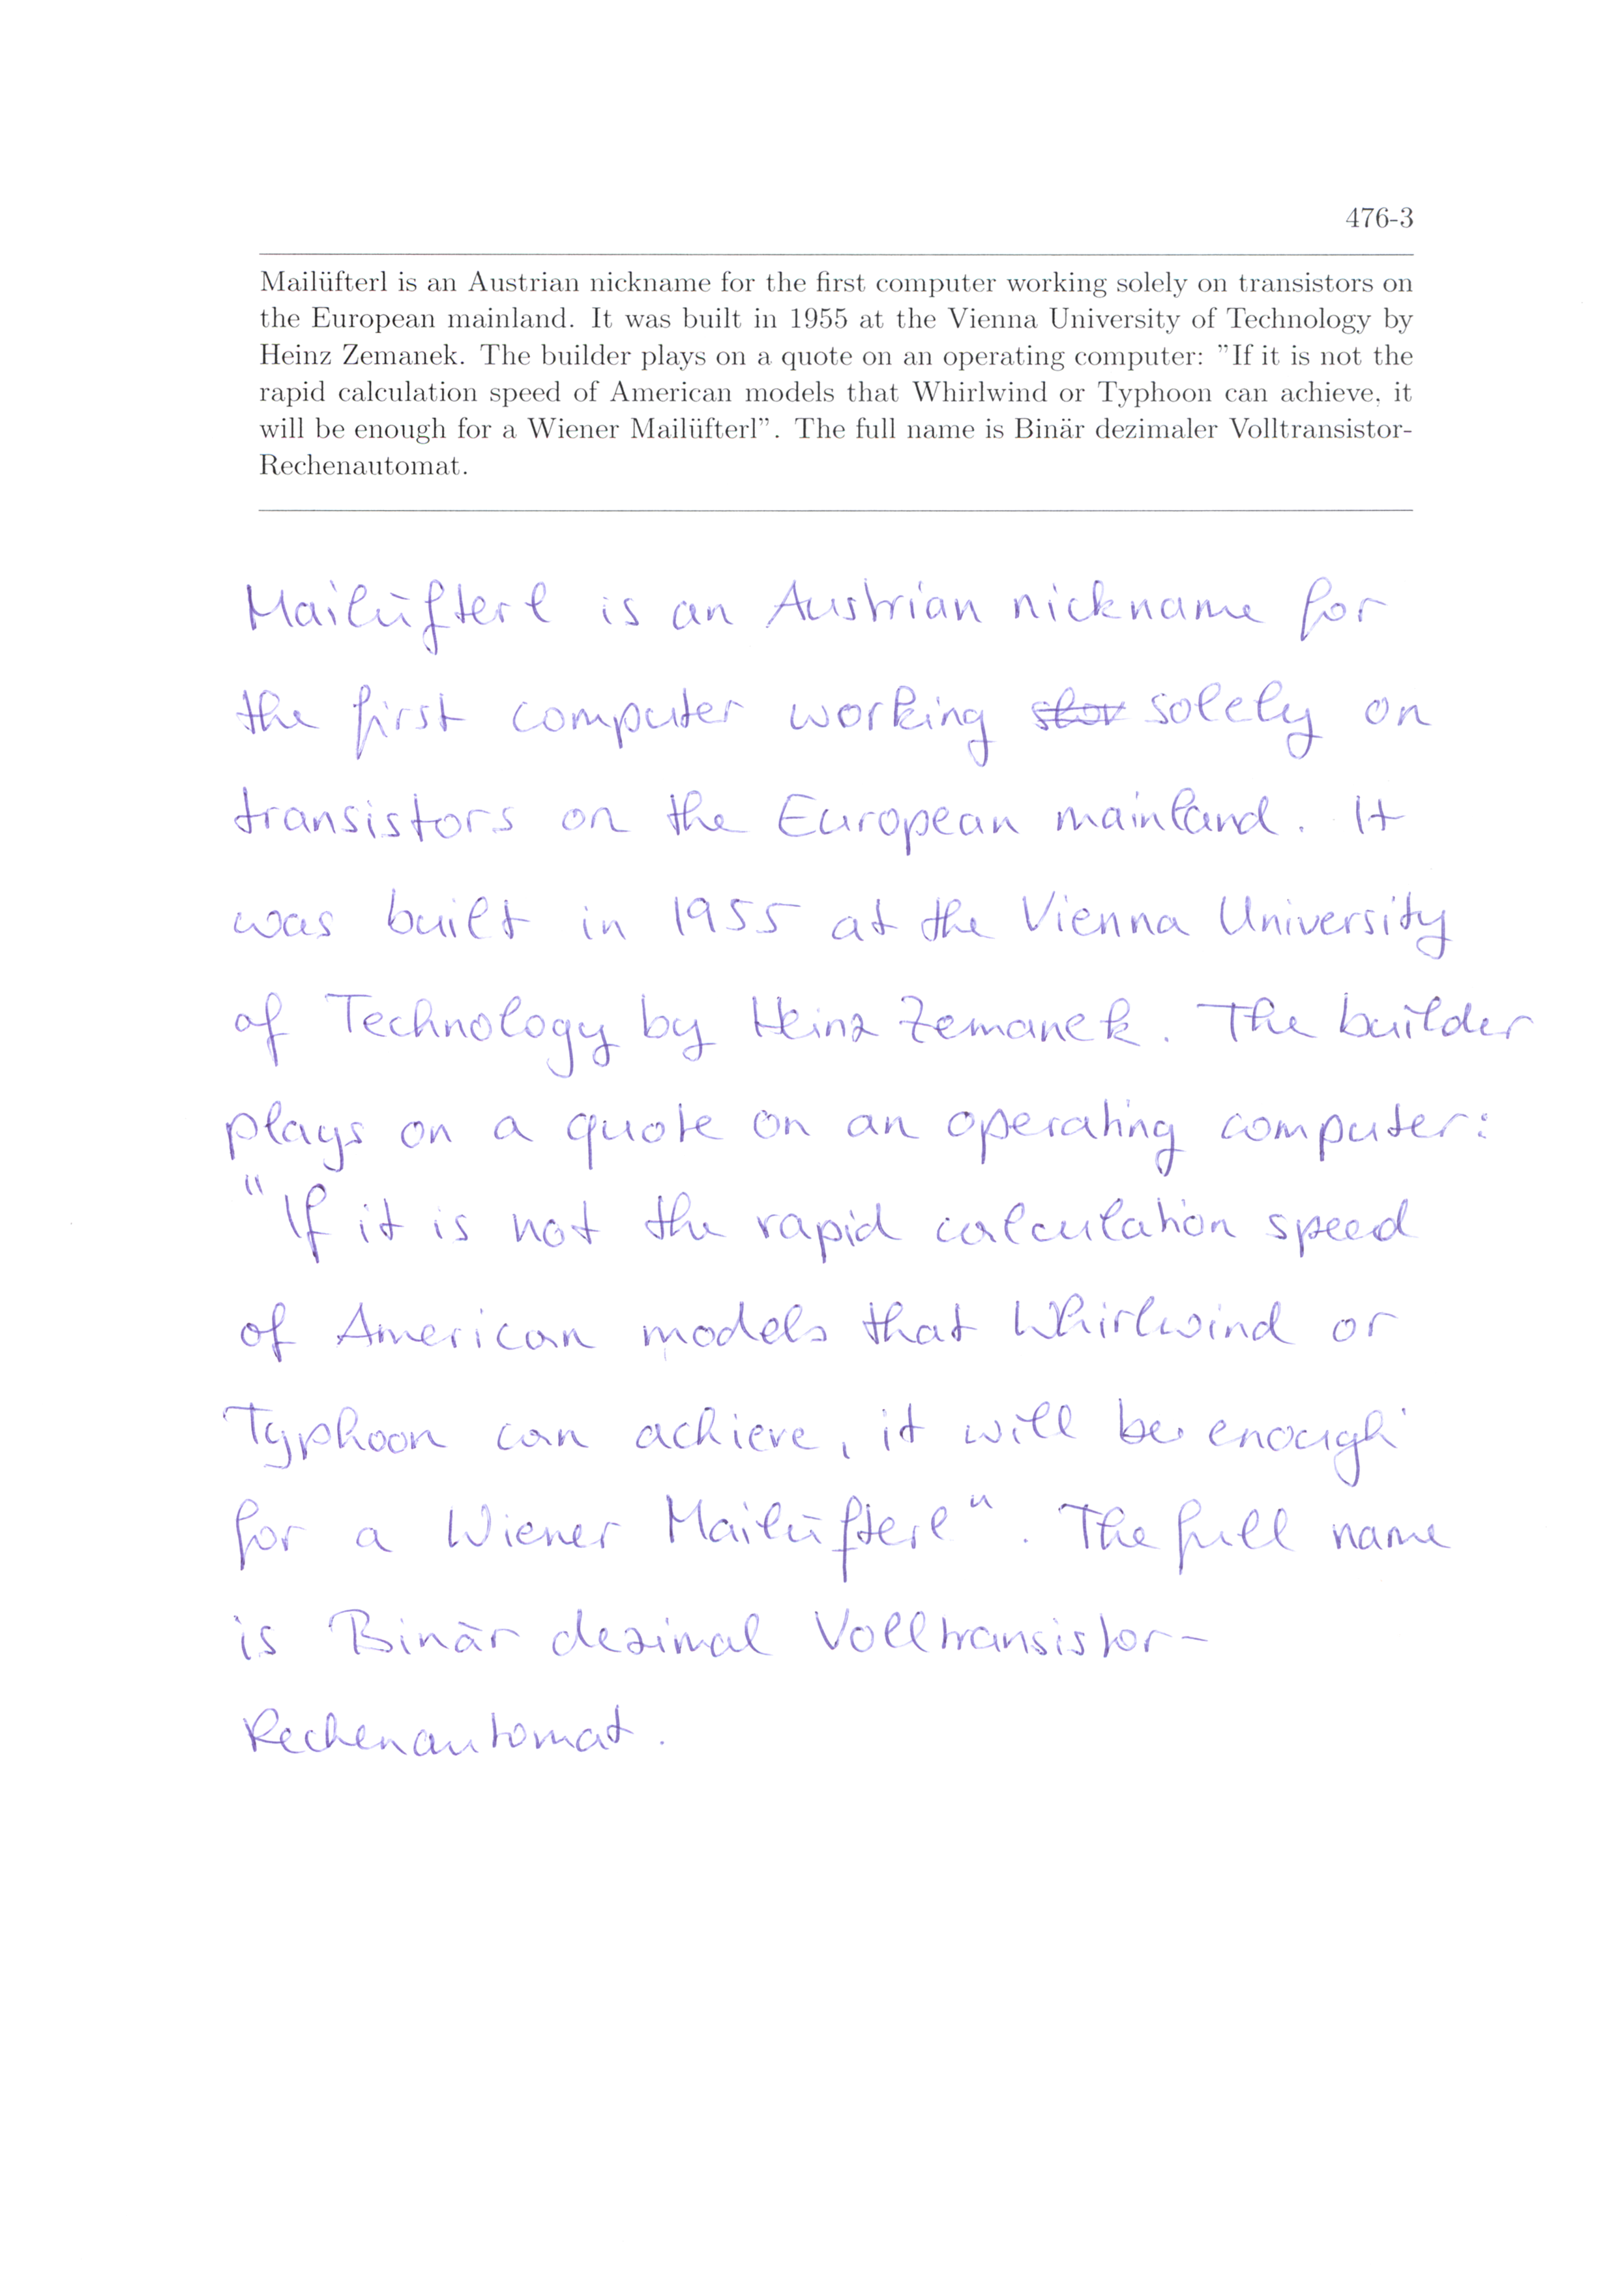 476-3
Mailüfterl is an Austrian nickname for the first computer working solely on transistors on
the European mainland. It was built in 1955 at the Vienna University of Technology by
Heinz Zemanek. The builder plays on a quote on an operating computer: "If it is not the
rapid calculation speed of American models that Whirlwind or Typhoon can achieve, it
will be enough for a Wiener Mailüfterl". The full name is Binär dezimaler Volltransistor-
Rechenautomat.
Mailüfterl is an Austrian nickname for
the first computer working solely on
transistors on the European mainland. It
was built in 1955 at the Vienna University
of Technology by Heinz Zemanek. The builder
plays on a quote on an operating computer:
"If it is not the rapid calculation speed
of American models that Whirlwind or
Typhoon can achieve, it will be enough
for a Wiener Mailüfterl". The full name
is Binär dezimal Volltransistor-
Rechenautomat.